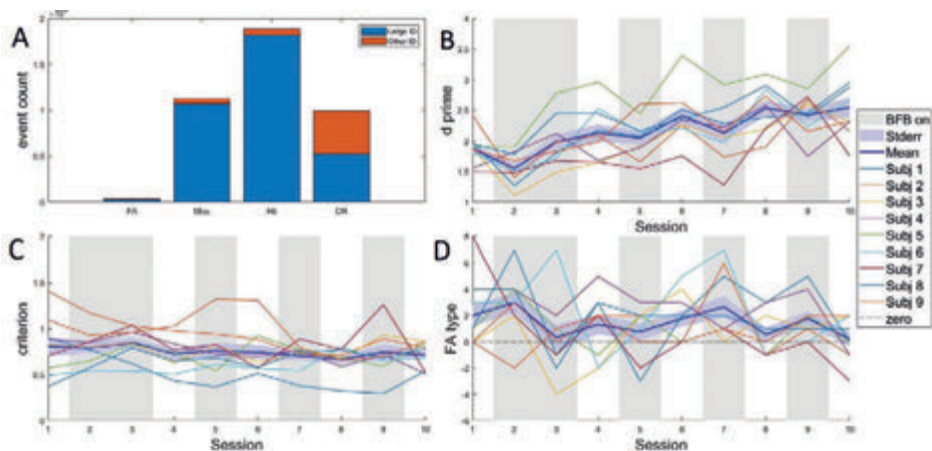 A
event count
2
1.5
1
0.5
0
FA
Miss
Hit
CR
Large ID
Other ID
B
d prime
4
3.5
3
2.5
2
1.5
1
1 2 3 4 5 6 7 8 9 10
Session
BFB on
Stderr
Mean
Subj 1
Subj 2
Subj 3
Subj 4
Subj 5
Subj 6
Subj 7
Subj 8
Subj 9
zero
C
criterion
2
1.5
1
0.5
0
1 2 3 4 5 6 7 8 9 10
Session
D
FA type
8
6
4
2
0
-2
-4
-6
1 2 3 4 5 6 7 8 9 10
Session